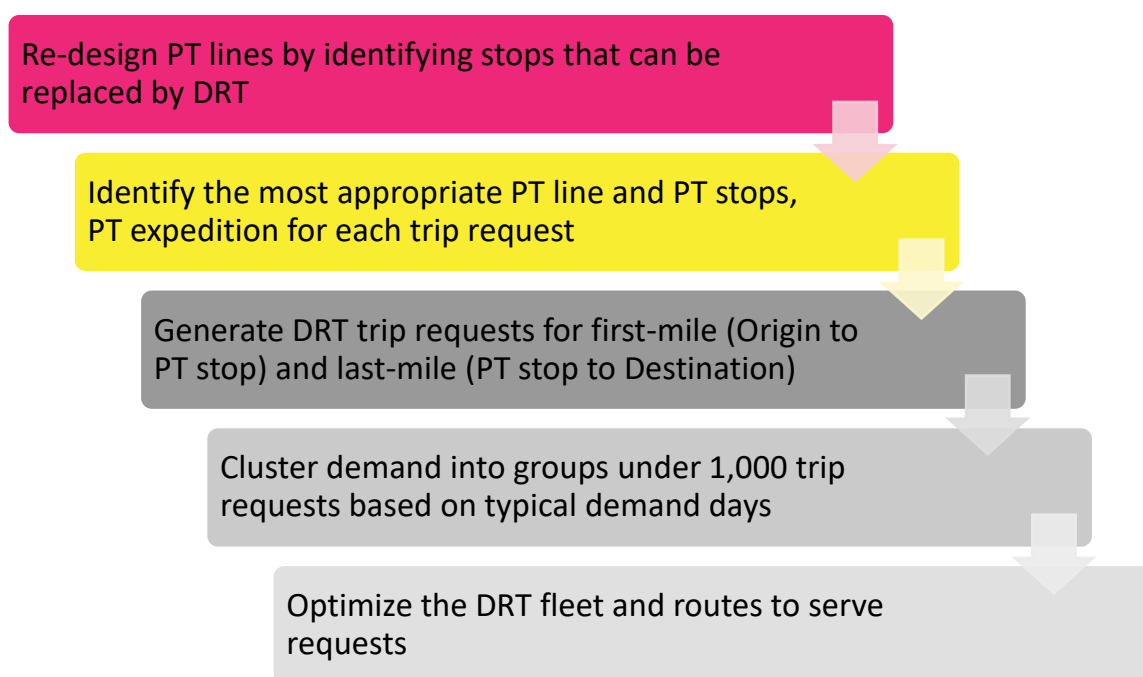 Re-design PT lines by identifying stops that can be
replaced by DRT
Identify the most appropriate PT line and PT stops,
PT expedition for each trip request
Generate DRT trip requests for first-mile (Origin to
PT stop) and last-mile (PT stop to Destination)
Cluster demand into groups under 1,000 trip
requests based on typical demand days
Optimize the DRT fleet and routes to serve
requests